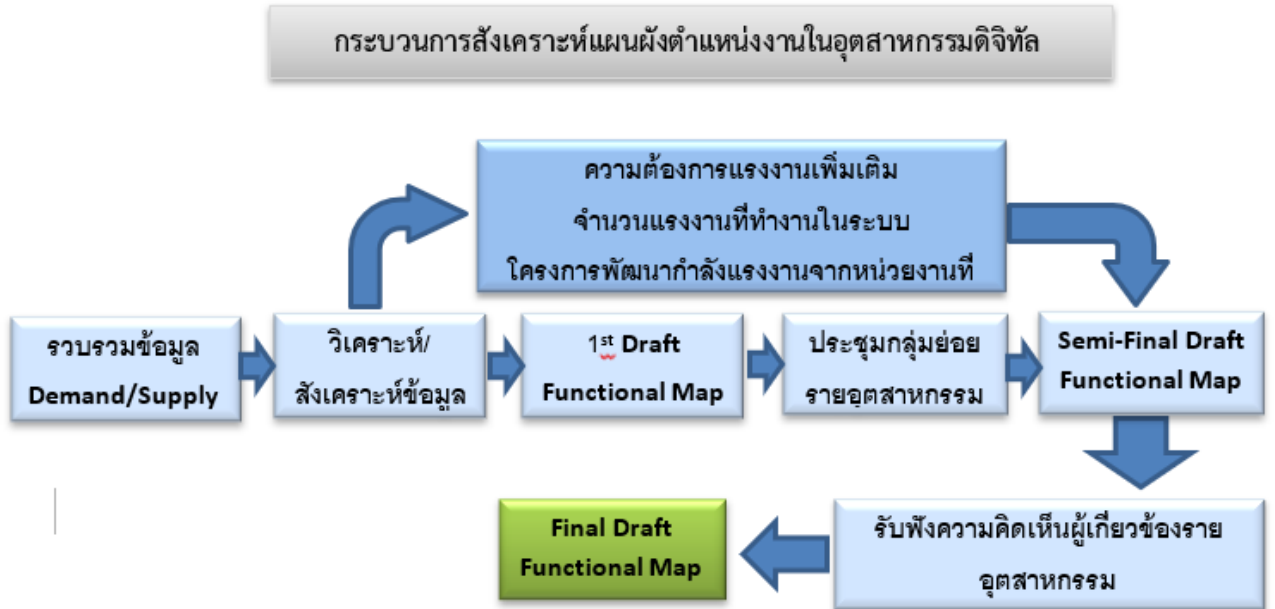 กระบวนการสังเคราะห์แผนผังตำแหน่งงานในอุตสาหกรรมดิจิทัล
ความต้องการแรงงานเพิ่มเติม
จำนวนแรงงานที่ทำงานในระบบ
โครงการพัฒนากำลังแรงงานจากหน่วยงานที่
รวบรวมข้อมูล
Demand/Supply
วิเคราะห์/
สังเคราะห์ข้อมูล
1st Draft
Functional Map
ประชุมกลุ่มย่อย
รายอุตสาหกรรม
Semi-Final Draft
Functional Map
รับฟังความคิดเห็นผู้เกี่ยวข้องราย
อุตสาหกรรม
Final Draft
Functional Map